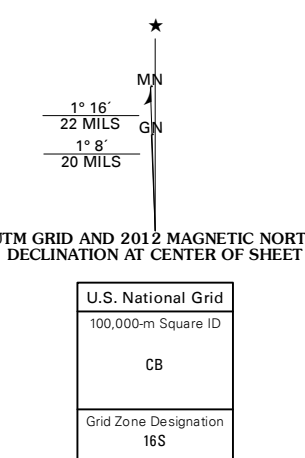 ★
MN
1° 16´
22 MILS
GN
1° 8´
20 MILS
UTM GRID AND 2012 MAGNETIC NORT
DECLINATION AT CENTER OF SHEET
U.S. National Grid
100,000-m Square ID
CB
Grid Zone Designation
16S